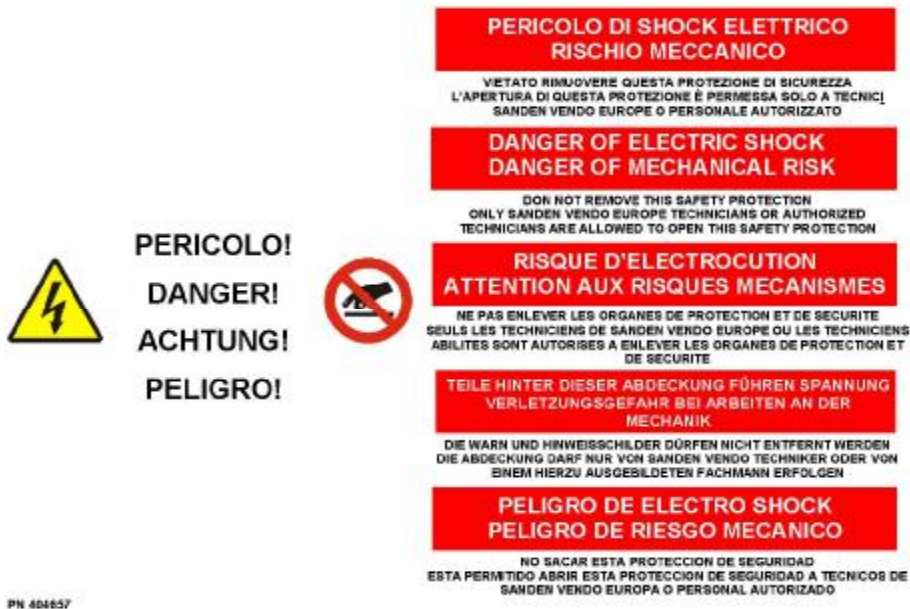 PERICOLO!
DANGER!
ACHTUNG!
PELIGRO!
PERICOLO DI SHOCK ELETTRICO
RISCHIO MECCANICO
VIETATO RIMUOVERE QUESTA PROTEZIONE DI SICUREZZA
L'APERTURA DI QUESTA PROTEZIONE È PERMESSA SOLO A TECNICI
SANDEN VENDO EUROPE O PERSONALE AUTORIZZATO
DANGER OF ELECTRIC SHOCK
DANGER OF MECHANICAL RISK
DON NOT REMOVE THIS SAFETY PROTECTION
ONLY SANDEN VENDO EUROPE TECHNICIANS OR AUTHORIZED
TECHNICIANS ARE ALLOWED TO OPEN THIS SAFETY PROTECTION
RISQUE D'ELECTROCUTION
ATTENTION AUX RISQUES MECANISMES
NE PAS ENLEVER LES ORGANES DE PROTECTION ET DE SECURITE
SEULS LES TECHNICIENS DE SANDEN VENDO EUROPE OU LES TECHNICIENS
ABILITES SONT AUTORISES A ENLEVER LES ORGANES DE PROTECTION ET
DE SECURITE
TEILE HINTER DIESER ABDECKUNG FÜHREN SPANNUNG
VERLETZUNGSGEFAHR BEI ARBEITEN AN DER
MECHANIK
DIE WARN UND HINWEISSCHILDER DÜRFEN NICHT ENTFERNT WERDEN
DIE ABDECKUNG DARF NUR VON SANDEN VENDO TECHNIKER ODER VON
EINEM HIERZU AUSGEBILDETEN FACHMANN ERFOLGEN
PELIGRO DE ELECTRO SHOCK
PELIGRO DE RIESGO MECANICO
NO SACAR ESTA PROTECCION DE SEGURIDAD
ESTA PERMITIDO ABRIR ESTA PROTECCION DE SEGURIDAD A TECNICOS DE
SANDEN VENDO EUROPA O PERSONAL AUTORIZADO
PN 404657